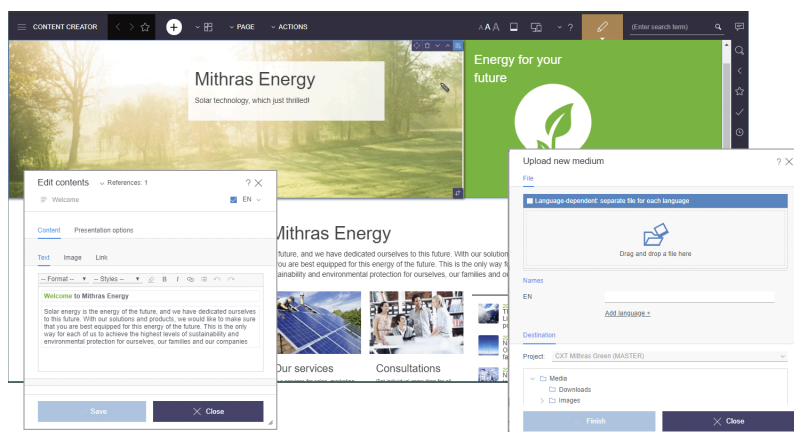 CONTENT CREATOR
PAGE
ACTIONS
A A A
?
(Enter search term)
Mithras Energy
Solar technology, which just thrilled!
Energy for your
future
Edit contents
References: 1
?
Welcome
EN
Content Presentation options
Text Image Link
-- Format -- -- Styles --
B I
Welcome to Mithras Energy
Solar energy is the energy of the future, and we have dedicated ourselves
to this future. With our solutions and products, we would like to make sure
that you are best equipped for this energy of the future. This is the only
way for each of us to achieve the highest levels of sustainability and
environmental protection for ourselves, our families and our companies
Save
Close
Mithras Energy
future, and we have dedicated ourselves to this future. With our solution
you are best equipped for this energy of the future. This is the only way
ainability and environmental protection for ourselves, our families and
Our services
Consultations
Upload new medium
?
File
Language-dependent: separate file for each language
Drag and drop a file here
Names
EN
Add language +
Destination
Project: CXT Mithras Green (MASTER)
Media
Downloads
Images
Finish
Close